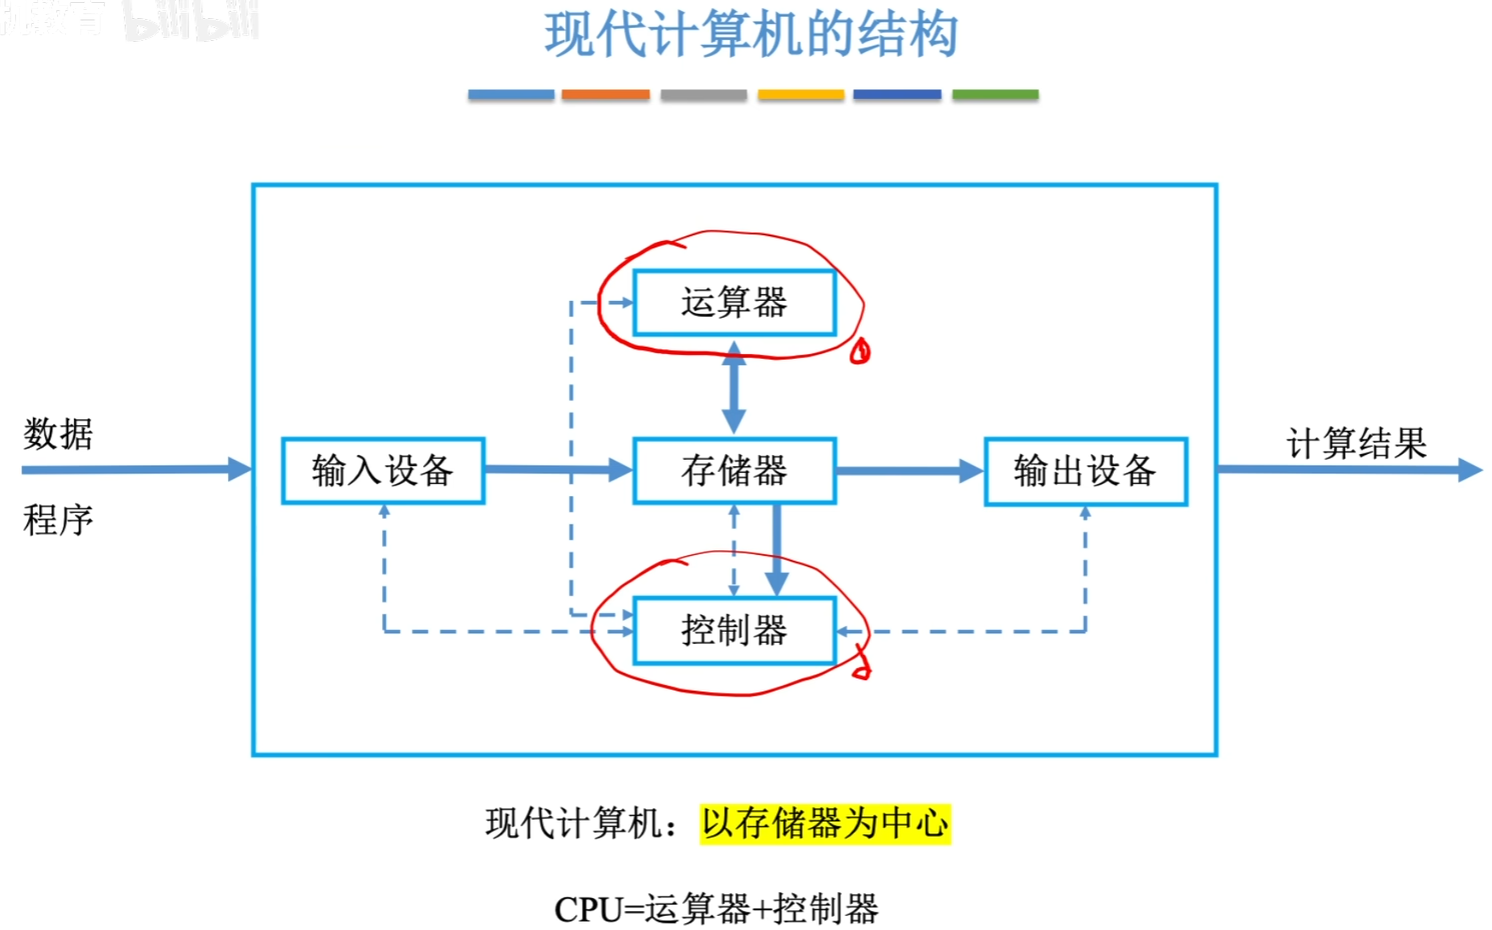 bilibili
现代计算机的结构
运算器
数据
程序
输入设备
存储器
输出设备
计算结果
控制器
现代计算机：以存储器为中心
CPU=运算器+控制器